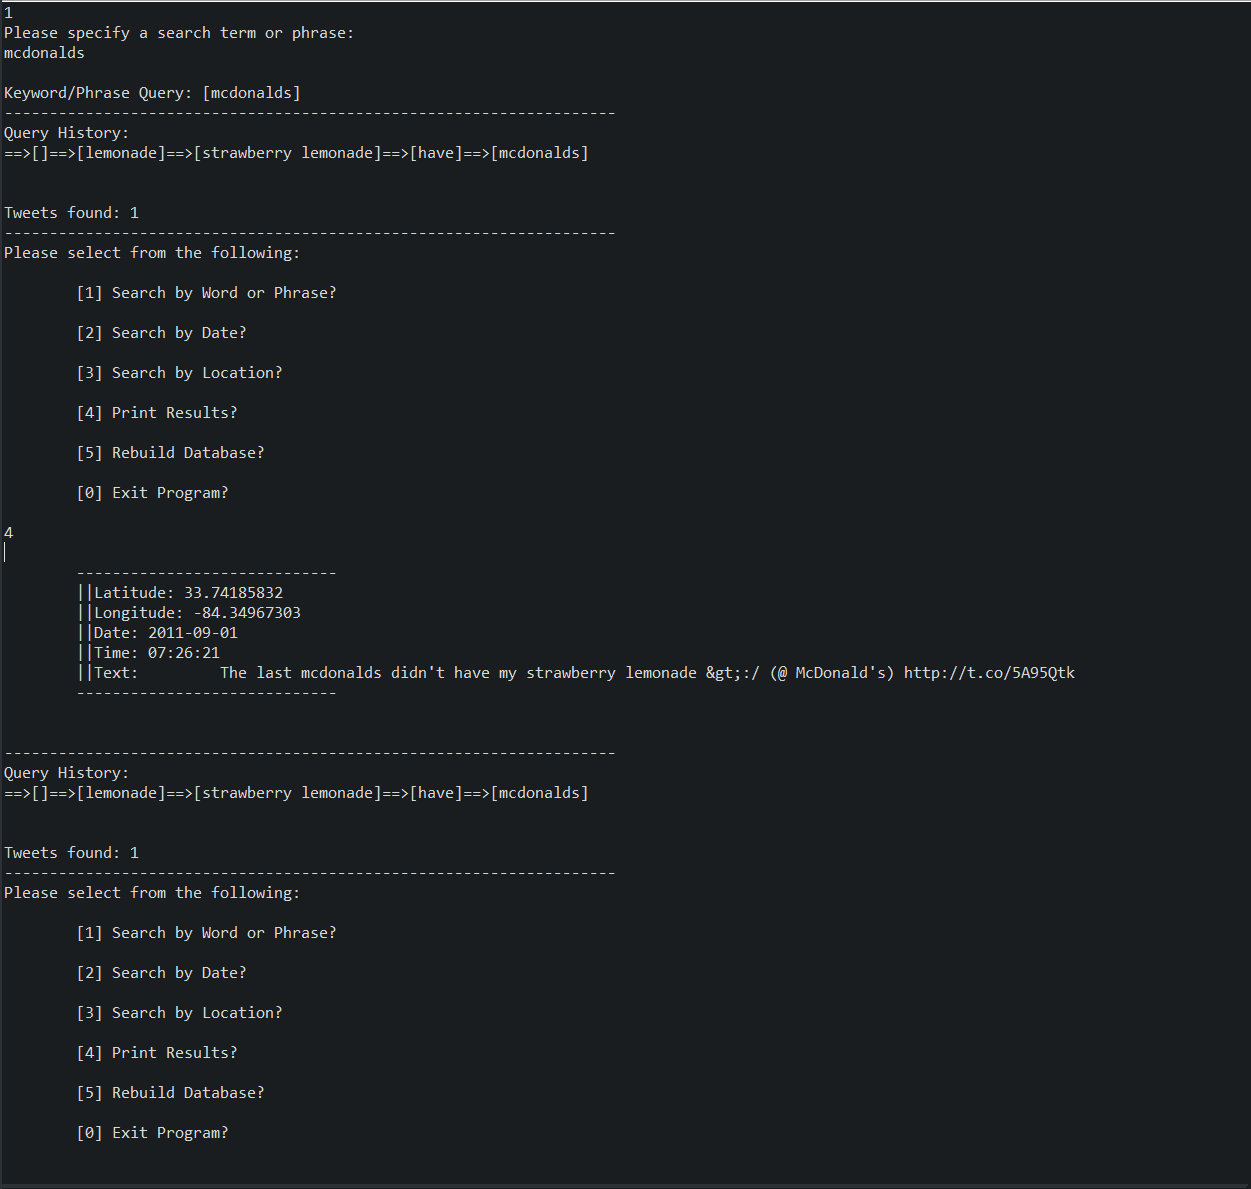 1
Please specify a search term or phrase:
mcdonalds
Keyword/Phrase Query: [mcdonalds]
--------------------------------------------------------------------
Query History:
==>[]==>[lemonade]==>[strawberry lemonade]==>[have]==>[mcdonalds]
Tweets found: 1
--------------------------------------------------------------------
Please select from the following:
[1] Search by Word or Phrase?
[2] Search by Date?
[3] Search by Location?
[4] Print Results?
[5] Rebuild Database?
[0] Exit Program?
4
-----------------------------
||Latitude: 33.74185832
||Longitude: -84.34967303
||Date: 2011-09-01
||Time: 07:26:21
||Text:         The last mcdonalds didn't have my strawberry lemonade &gt;:/ (@ McDonald's) http://t.co/5A95Qtk
-----------------------------
--------------------------------------------------------------------
Query History:
==>[]==>[lemonade]==>[strawberry lemonade]==>[have]==>[mcdonalds]
Tweets found: 1
--------------------------------------------------------------------
Please select from the following:
[1] Search by Word or Phrase?
[2] Search by Date?
[3] Search by Location?
[4] Print Results?
[5] Rebuild Database?
[0] Exit Program?